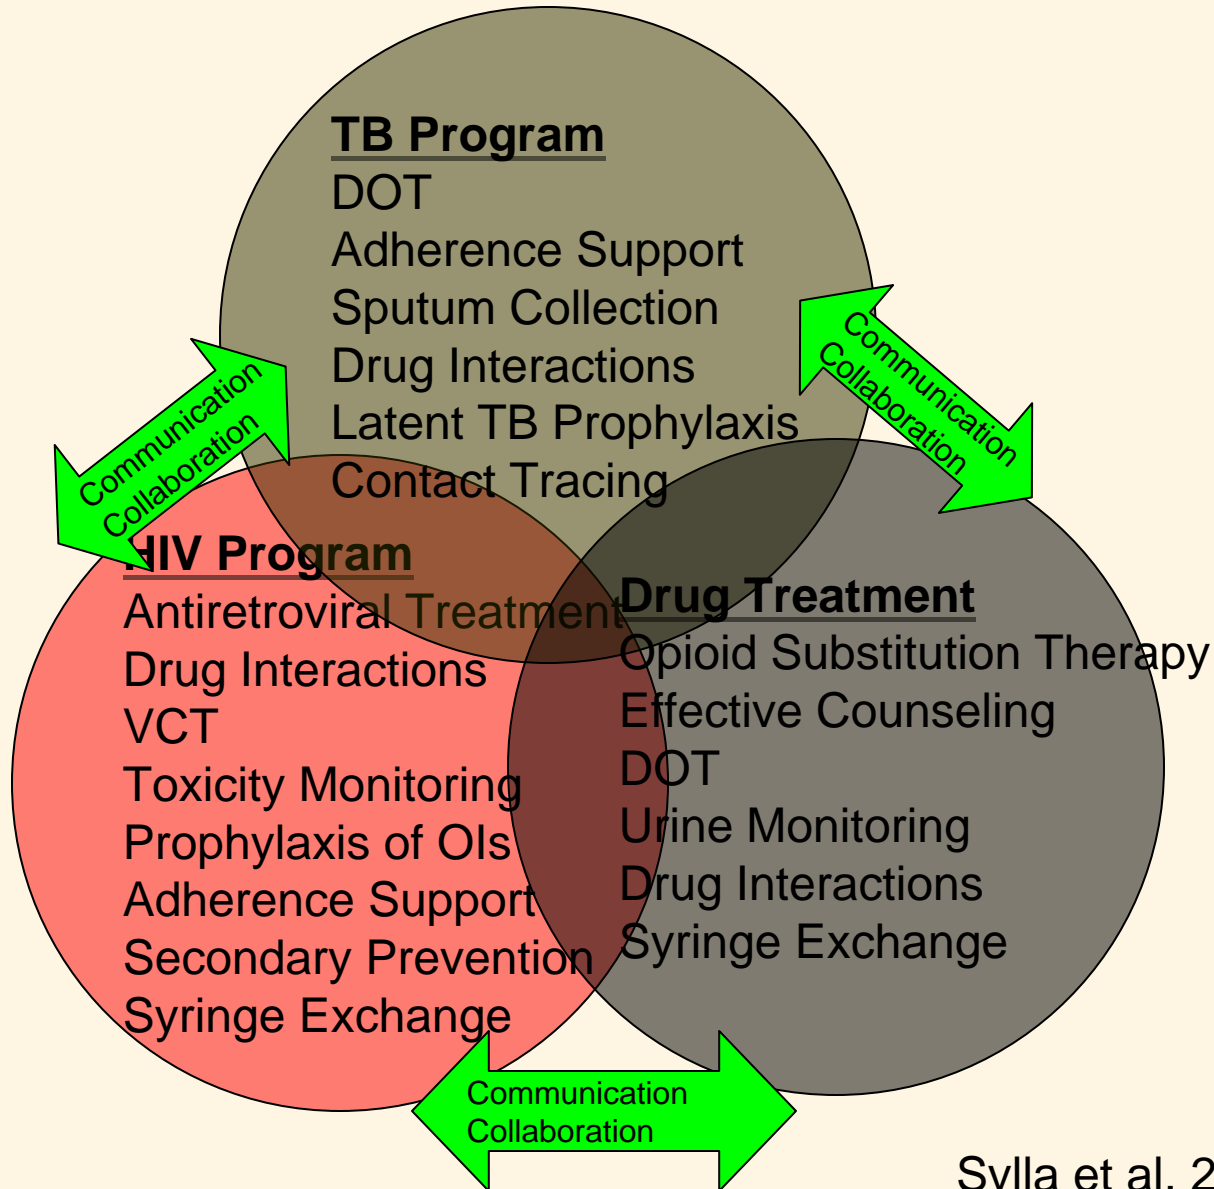 TB Program
DOT
Adherence Support
Sputum Collection
Drug Interactions
Latent TB Prophylaxis
Contact Tracing
Communication
Collaboration
Communication
Collaboration
HIV Program
Antiretroviral Treatment
Drug Interactions
VCT
Toxicity Monitoring
Prophylaxis of OIs
Adherence Support
Secondary Prevention
Syringe Exchange
Drug Treatment
Opioid Substitution Therapy
Effective Counseling
DOT
Urine Monitoring
Drug Interactions
Syringe Exchange
Communication
Collaboration
Sylla et al. 2